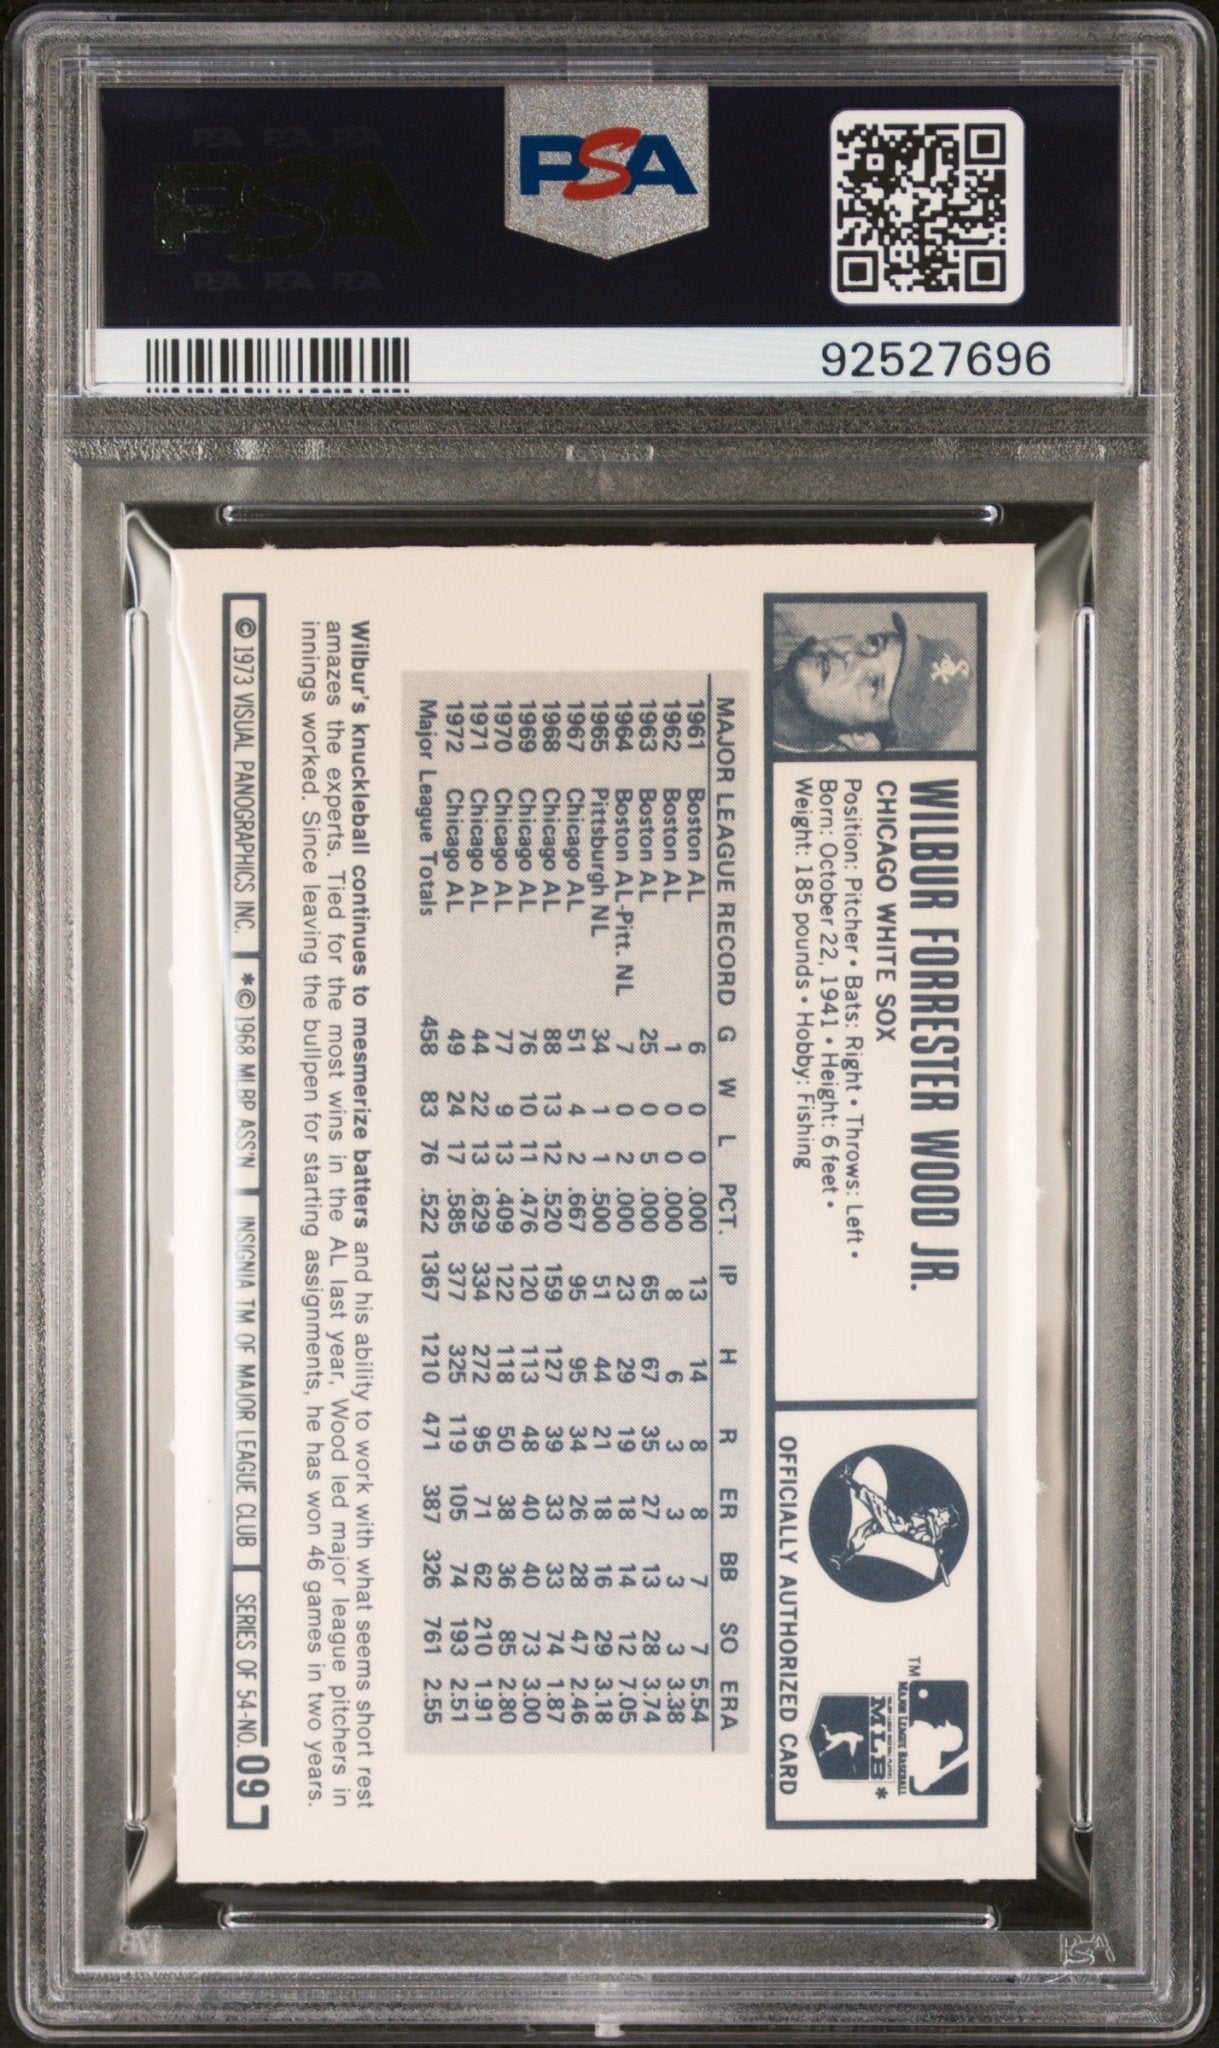 PSA PSA PSA
PSA
PSA PSA PSA
PSA
92527696
WILBUR FORRESTER WOOD JR.
CHICAGO WHITE SOX
Position: Pitcher • Bats: Right • Throws: Left •
Born: October 22, 1941 • Height: 6 feet •
Weight: 185 pounds • Hobby: Fishing
TM
MAJOR LEAGUE BASEBALL
MLB*
OFFICIALLY AUTHORIZED CARD
MAJOR LEAGUE RECORD G W L PCT. IP H R ER BB SO ERA
1961 Boston AL 6 0 0 .000 13 14 8 8 7 7 5.54
1962 Boston AL 1 0 0 .000 8 6 3 3 3 3 3.38
1963 Boston AL 25 0 5 .000 65 67 35 27 13 28 3.74
1964 Boston AL-Pitt. NL 7 0 2 .000 23 29 19 18 14 12 7.05
1965 Pittsburgh NL 34 1 1 .500 51 44 21 18 16 29 3.18
1967 Chicago AL 51 4 2 .667 95 95 34 26 28 47 2.46
1968 Chicago AL 88 13 12 .520 159 127 39 33 33 74 1.87
1969 Chicago AL 76 10 11 .476 120 113 48 40 40 73 3.00
1970 Chicago AL 77 9 13 .409 122 118 50 38 36 85 2.80
1971 Chicago AL 44 22 13 .629 334 272 95 71 62 210 1.91
1972 Chicago AL 49 24 17 .585 377 325 119 105 74 193 2.51
Major League Totals 458 83 76 .522 1367 1210 471 387 326 761 2.55
Wilbur's knuckleball continues to mesmerize batters and his ability to work with what seems short rest
amazes the experts. Tied for the most wins in the AL last year, Wood led major league pitchers in
innings worked. Since leaving the bullpen for starting assignments, he has won 46 games in two years.
© 1973 VISUAL PANOGRAPHICS INC. *© 1968 MLBP ASS'N INSIGNIA TM OF MAJOR LEAGUE CLUB SERIES OF 54-NO. 09